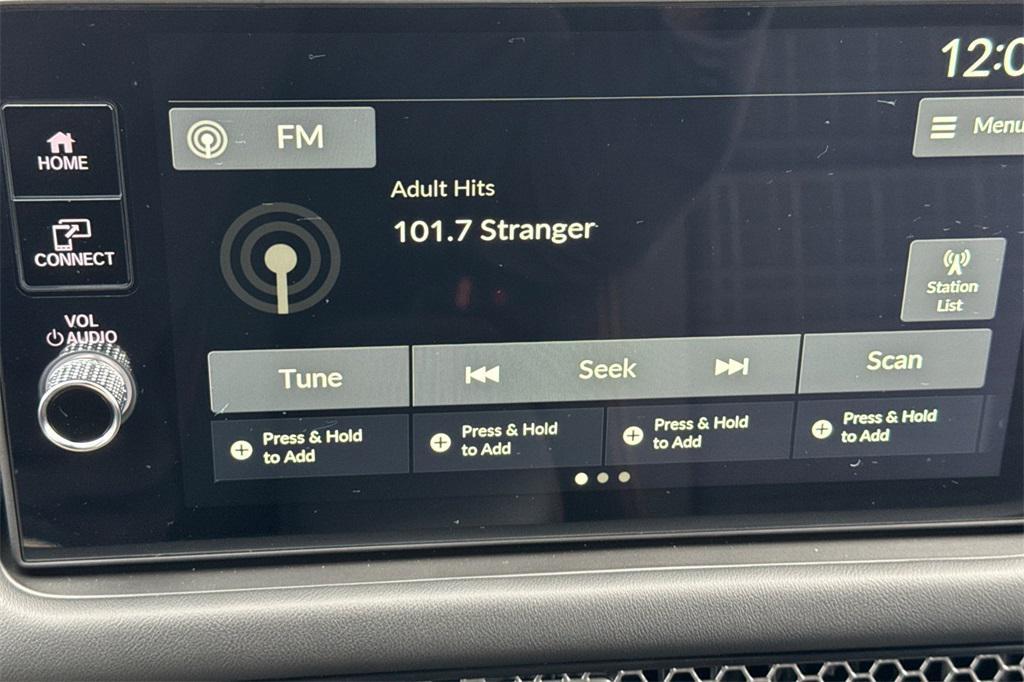 12:0
FM
Menu
HOME
Adult Hits
101.7 Stranger
CONNECT
Station
List
VOL
AUDIO
Tune
Seek
Scan
Press & Hold
to Add
Press & Hold
to Add
Press & Hold
to Add
Press & Hold
to Add